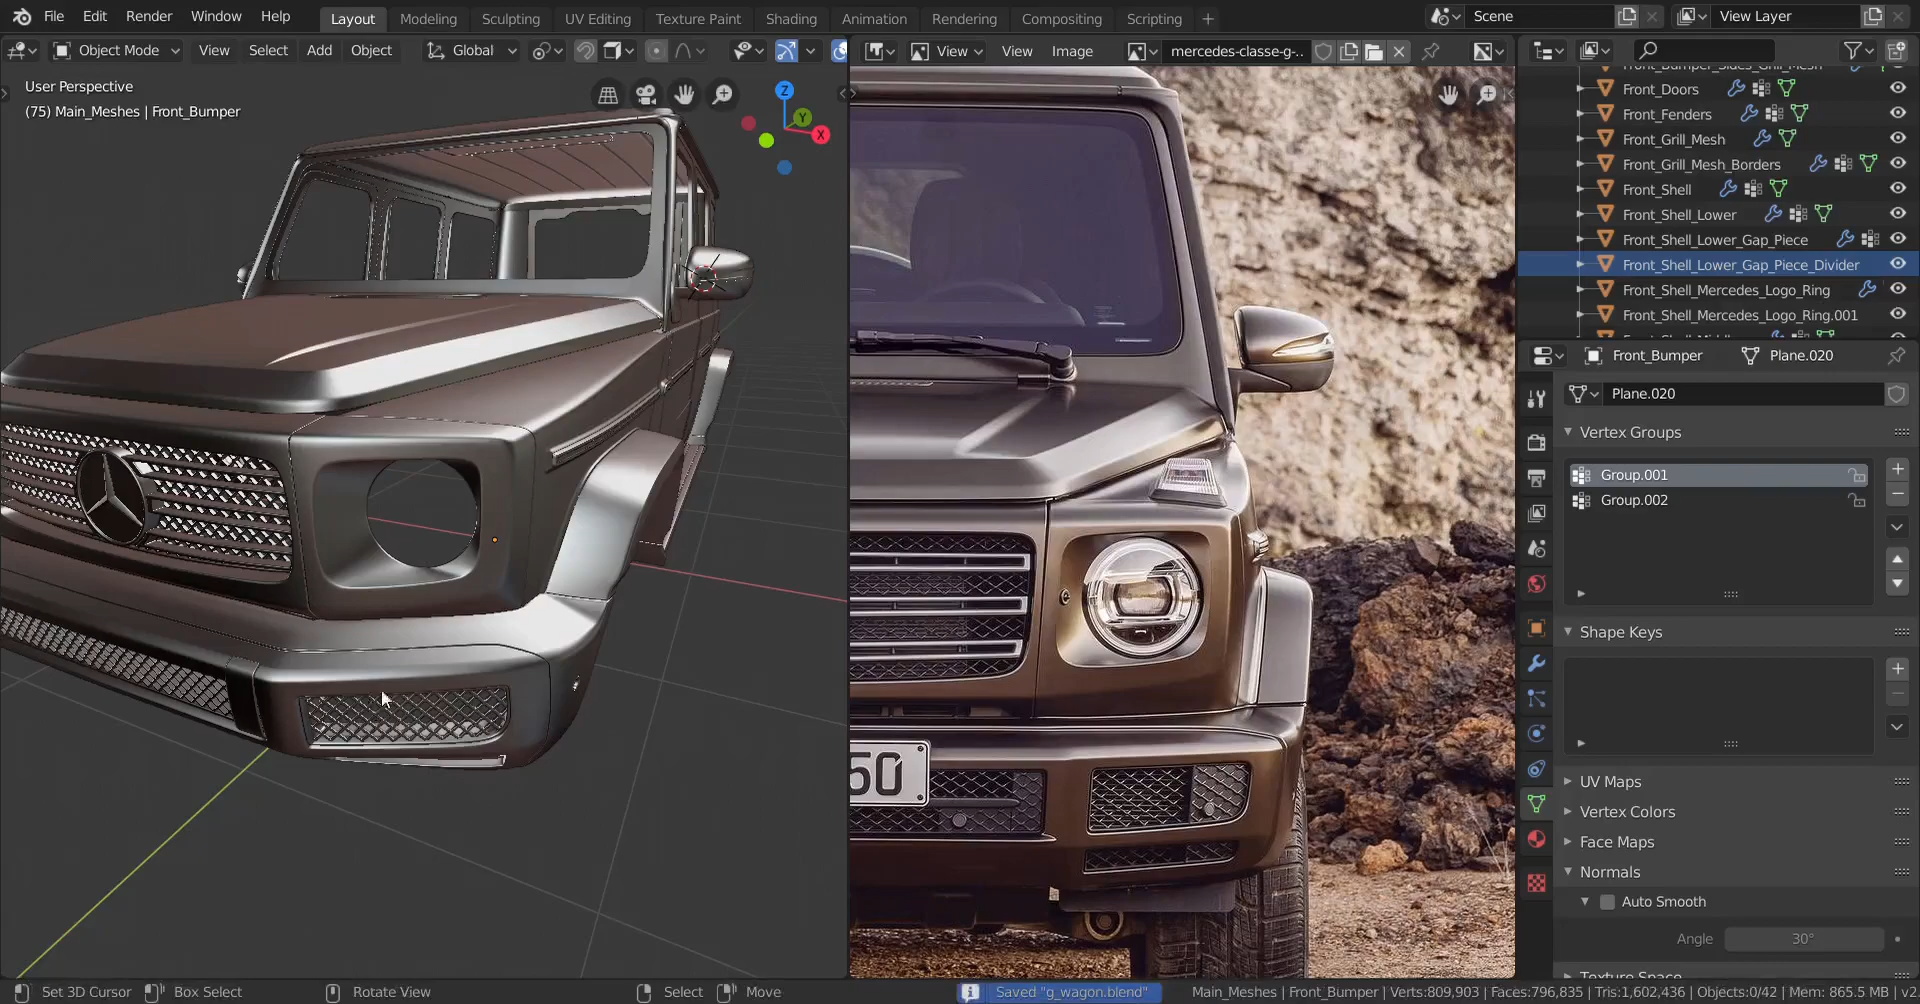 File Edit Render Window Help Layout Modeling Sculpting UV Editing Texture Paint Shading Animation Rendering Compositing Scripting + Scene View Layer
Object Mode View Select Add Object Global View View Image mercedes-classe-g-..
User Perspective
(75) Main_Meshes | Front_Bumper
Z
Y
X
60
Front_Bumper_Sides_Grill_Mesh
Front_Doors
Front_Fenders
Front_Grill_Mesh
Front_Grill_Mesh_Borders
Front_Shell
Front_Shell_Lower
Front_Shell_Lower_Gap_Piece
Front_Shell_Lower_Gap_Piece_Divider
Front_Shell_Mercedes_Logo_Ring
Front_Shell_Mercedes_Logo_Ring.001
Front_Bumper Plane.020
Plane.020
Vertex Groups
Group.001
Group.002
Shape Keys
UV Maps
Vertex Colors
Face Maps
Normals
Auto Smooth
Angle 30°
Texture Space
Set 3D Cursor Box Select Rotate View Select Move Saved "g_wagon.blend" Main_Meshes | Front_Bumper | Verts:809,903 | Faces:796,835 | Tris:1,602,436 | Objects:0/42 | Mem: 865.5 MB | v2